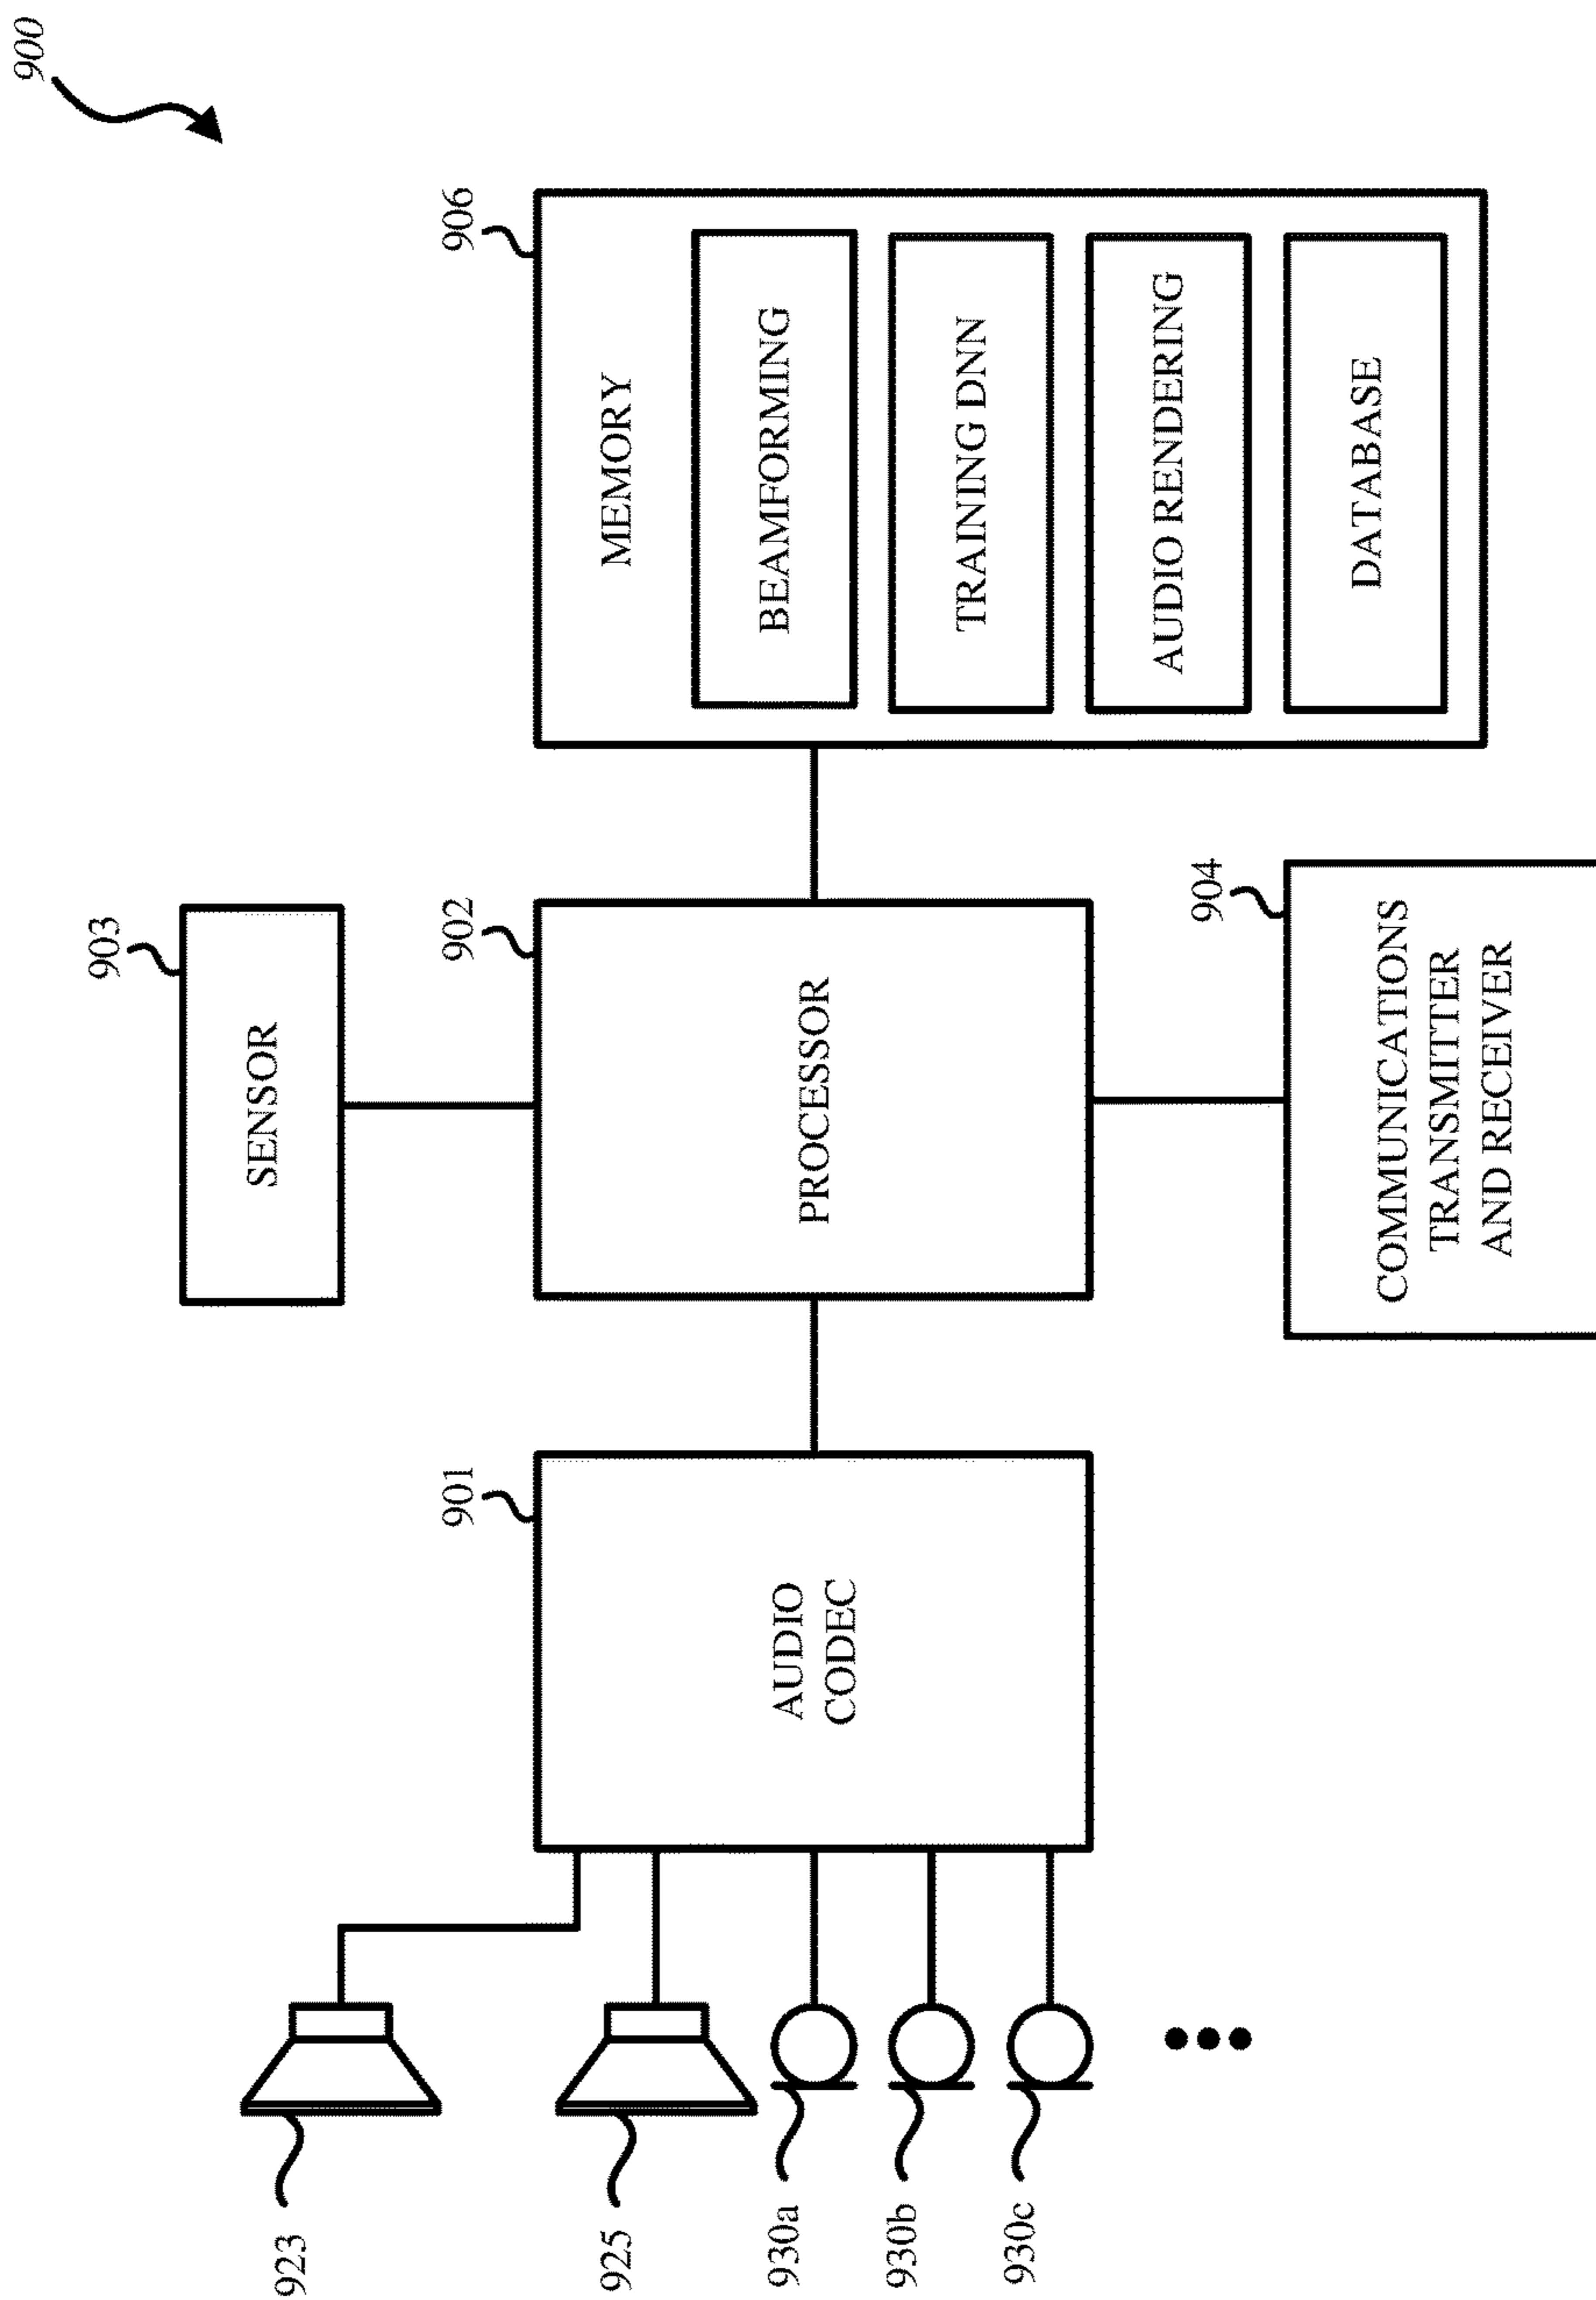 900
923
925
930a
930b
930c
901
AUDIO
CODEC
903
SENSOR
902
PROCESSOR
904
COMMUNICATIONS
TRANSMITTER
AND RECEIVER
906
MEMORY
BEAMFORMING
TRAINING DNN
AUDIO RENDERING
DATABASE